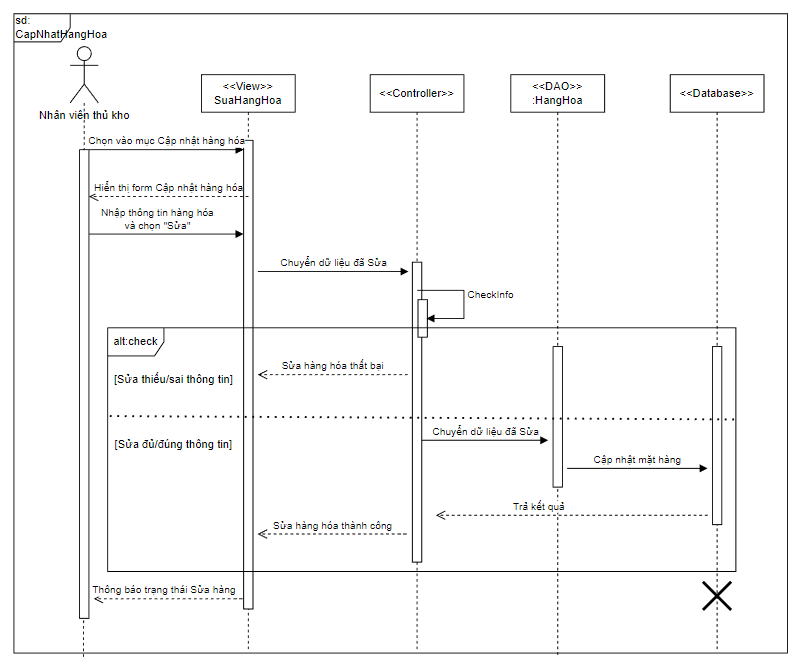 sd:
CapNhatHangHoa
Nhân viên thủ kho
<<View>>
SuaHangHoa
<<Controller>>
<<DAO>>
:HangHoa
<<Database>>
Chọn vào mục Cập nhật hàng hóa
Hiển thị form Cập nhật hàng hóa
Nhập thông tin hàng hóa
và chọn "Sửa"
Chuyển dữ liệu đã Sửa
CheckInfo
alt:check
Sửa hàng hóa thất bại
[Sửa thiếu/sai thông tin]
Chuyển dữ liệu đã Sửa
[Sửa đủ/đúng thông tin]
Cập nhật mặt hàng
Trả kết quả
Sửa hàng hóa thành công
Thông báo trạng thái Sửa hàng